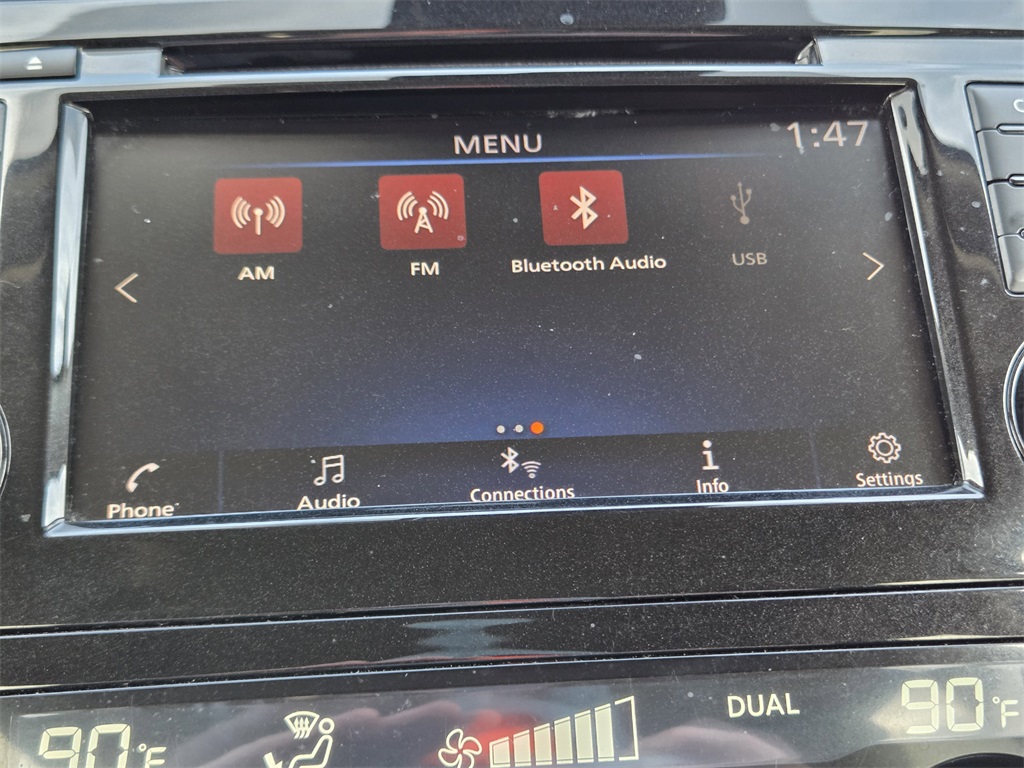 MENU
1:47
AM
FM
Bluetooth Audio
USB
Phone
Audio
Connections
Info
Settings
DUAL
90°F
90°F